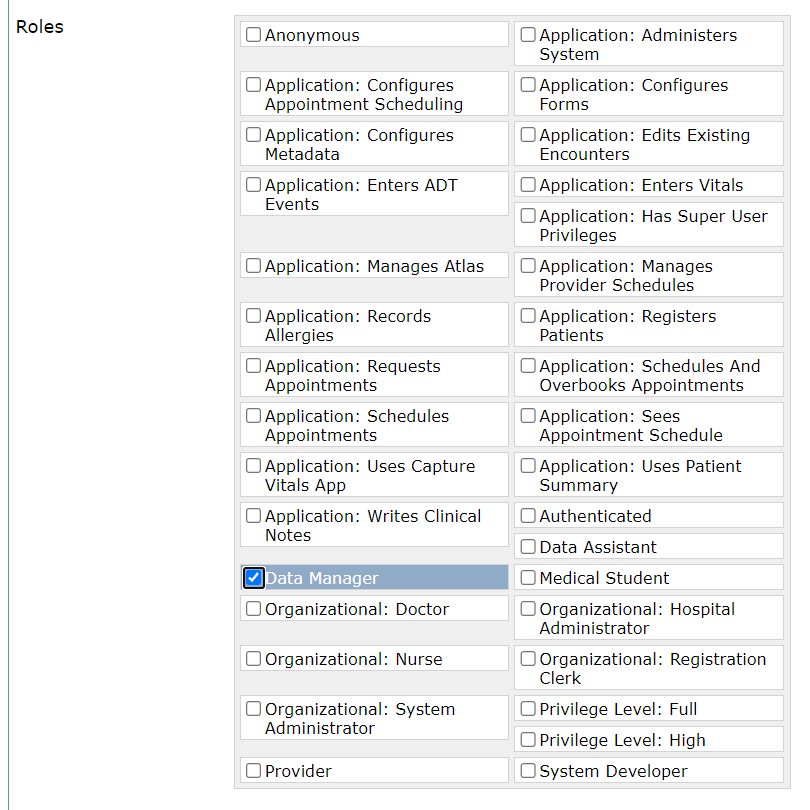 Roles
Anonymous
Application: Administers
System
Application: Configures
Appointment Scheduling
Application: Configures
Forms
Application: Configures
Metadata
Application: Edits Existing
Encounters
Application: Enters ADT
Events
Application: Enters Vitals
Application: Has Super User
Privileges
Application: Manages Atlas
Application: Manages
Provider Schedules
Application: Records
Allergies
Application: Registers
Patients
Application: Requests
Appointments
Application: Schedules And
Overbooks Appointments
Application: Schedules
Appointments
Application: Sees
Appointment Schedule
Application: Uses Capture
Vitals App
Application: Uses Patient
Summary
Application: Writes Clinical
Notes
Authenticated
Data Assistant
Data Manager
Medical Student
Organizational: Doctor
Organizational: Hospital
Administrator
Organizational: Nurse
Organizational: Registration
Clerk
Organizational: System
Administrator
Privilege Level: Full
Privilege Level: High
Provider
System Developer